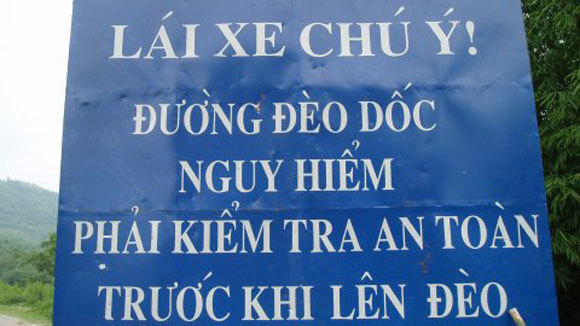 LÁI XE CHÚ Ý!
ĐƯỜNG ĐÈO DỐC
NGUY HIỂM
PHẢI KIỂM TRA AN TOÀN
TRƯỚC KHI LÊN ĐÈO